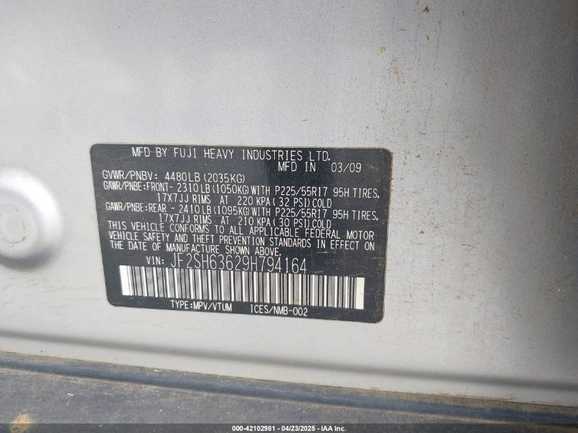 MFD BY FUJI HEAVY INDUSTRIES LTD.
MFD IN 03/09
GVWR/PNBV: 4480LB (2035KG)
GAWR/PNBE:FRONT- 2310LB (1050KG) WITH P225/55R17 95H TIRES,
17X7JJ RIMS AT 220 KPA (32 PSI) COLD
GAWR/PNBE:REAR - 2410LB (1095KG) WITH P225/55R17 95H TIRES,
17X7JJ RIMS AT 210 KPA (30 PSI) COLD
THIS VEHICLE CONFORMS TO ALL APPLICABLE FEDERAL MOTOR
VEHICLE SAFETY AND THEFT PREVENTION STANDARDS IN EFFECT
ON THE DATE OF MANUFACTURE SHOWN ABOVE.
VIN: JF2SH63629H794164
TYPE:MPV/VTUM ICES/NMB-002
000-42102981 - 04/23/2025 - IAA Inc.